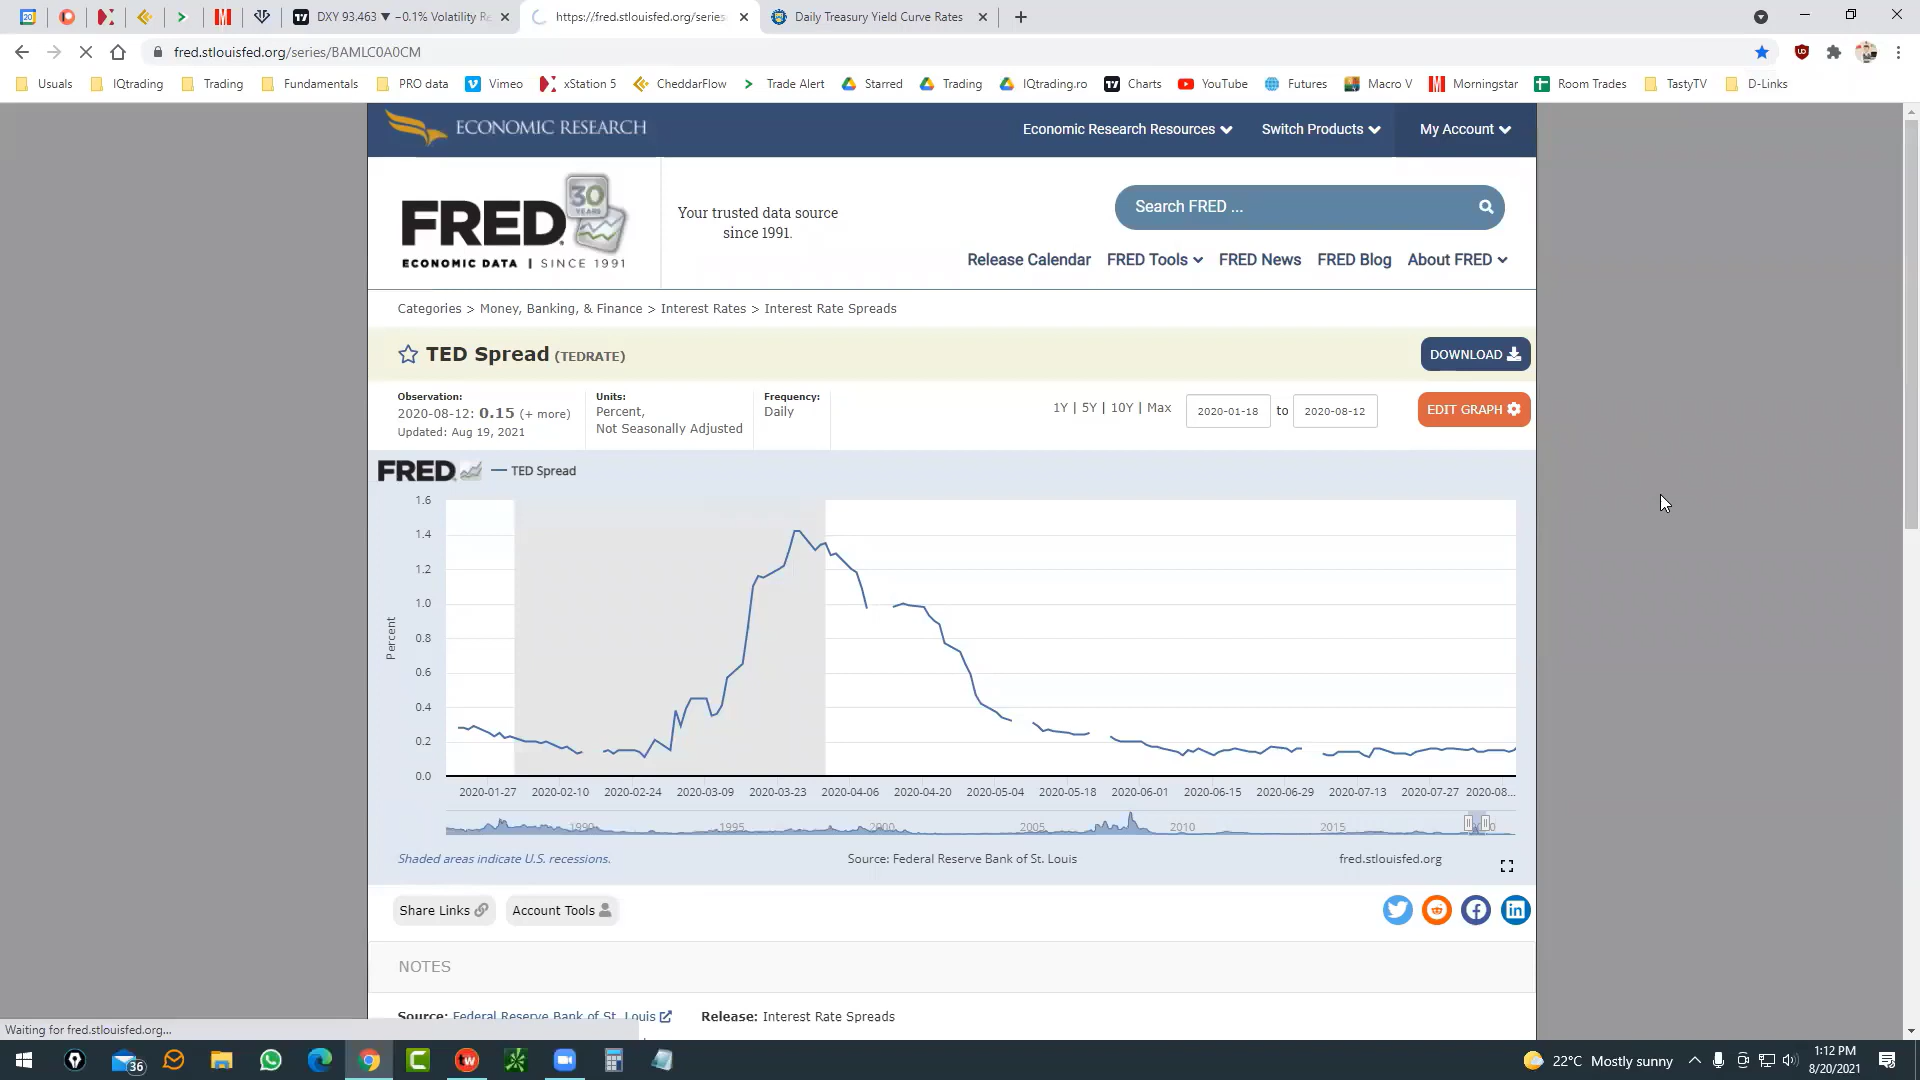 DXY 93.463 ▼ −0.1% Volatility Re
https://fred.stlouisfed.org/series
Daily Treasury Yield Curve Rates
fred.stlouisfed.org/series/BAMLC0A0CM
Usuals
IQtrading
Trading
Fundamentals
PRO data
Vimeo
xStation 5
CheddarFlow
Trade Alert
Starred
Trading
IQtrading.ro
Charts
YouTube
Futures
Macro V
Morningstar
Room Trades
TastyTV
D-Links
ECONOMIC RESEARCH
Economic Research Resources
Switch Products
My Account
FRED
30
YEARS
ECONOMIC DATA | SINCE 1991
Your trusted data source
since 1991.
Search FRED ...
Release Calendar
FRED Tools
FRED News
FRED Blog
About FRED
Categories > Money, Banking, & Finance > Interest Rates > Interest Rate Spreads
TED Spread (TEDRATE)
DOWNLOAD
Observation:
2020-08-12: 0.15 (+ more)
Updated: Aug 19, 2021
Units:
Percent,
Not Seasonally Adjusted
Frequency:
Daily
1Y | 5Y | 10Y | Max
2020-01-18 to 2020-08-12
EDIT GRAPH
FRED
TED Spread
Percent
1.6
1.4
1.2
1.0
0.8
0.6
0.4
0.2
0.0
2020-01-27 2020-02-10 2020-02-24 2020-03-09 2020-03-23 2020-04-06 2020-04-20 2020-05-04 2020-05-18 2020-06-01 2020-06-15 2020-06-29 2020-07-13 2020-07-27 2020-08...
1990 1995 2000 2005 2010 2015
Shaded areas indicate U.S. recessions.
Source: Federal Reserve Bank of St. Louis
fred.stlouisfed.org
Share Links
Account Tools
NOTES
Source: Federal Reserve Bank of St. Louis
Release: Interest Rate Spreads
Waiting for fred.stlouisfed.org...
36
22°C Mostly sunny
1:12 PM
8/20/2021